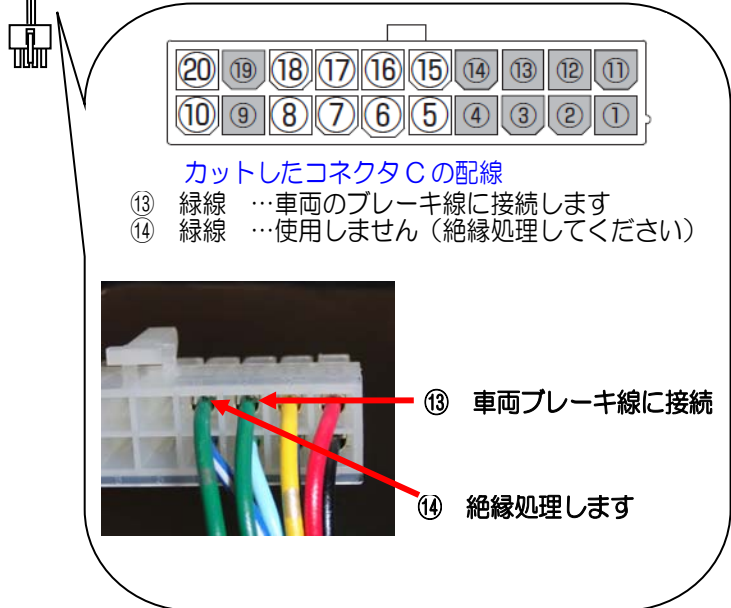 ⑳ ⑲ ⑱ ⑰ ⑯ ⑮ ⑭ ⑬ ⑫ ⑪
⑩ ⑨ ⑧ ⑦ ⑥ ⑤ ④ ③ ② ①
カットしたコネクタCの配線
⑬ 緑線 …車両のブレーキ線に接続します
⑭ 緑線 …使用しません（絶縁処理してください）
⑬ 車両ブレーキ線に接続
⑭ 絶縁処理します